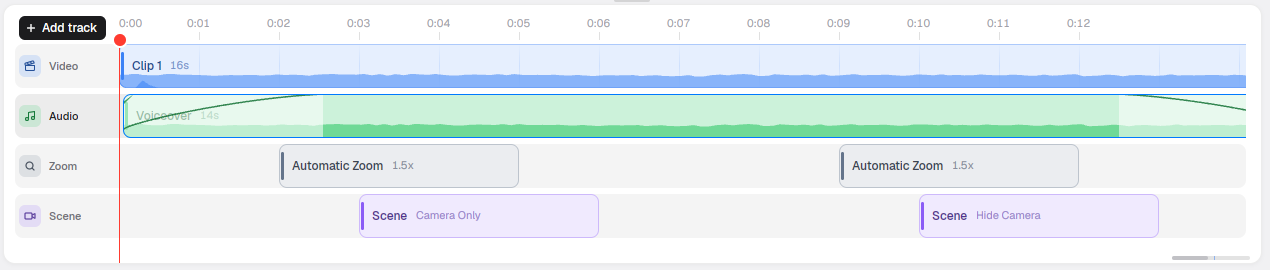 + Add track
0:00 0:01 0:02 0:03 0:04 0:05 0:06 0:07 0:08 0:09 0:10 0:11 0:12
Video Clip 1 16s
Audio Voiceover 14s
Zoom Automatic Zoom 1.5x Automatic Zoom 1.5x
Scene Scene Camera Only Scene Hide Camera